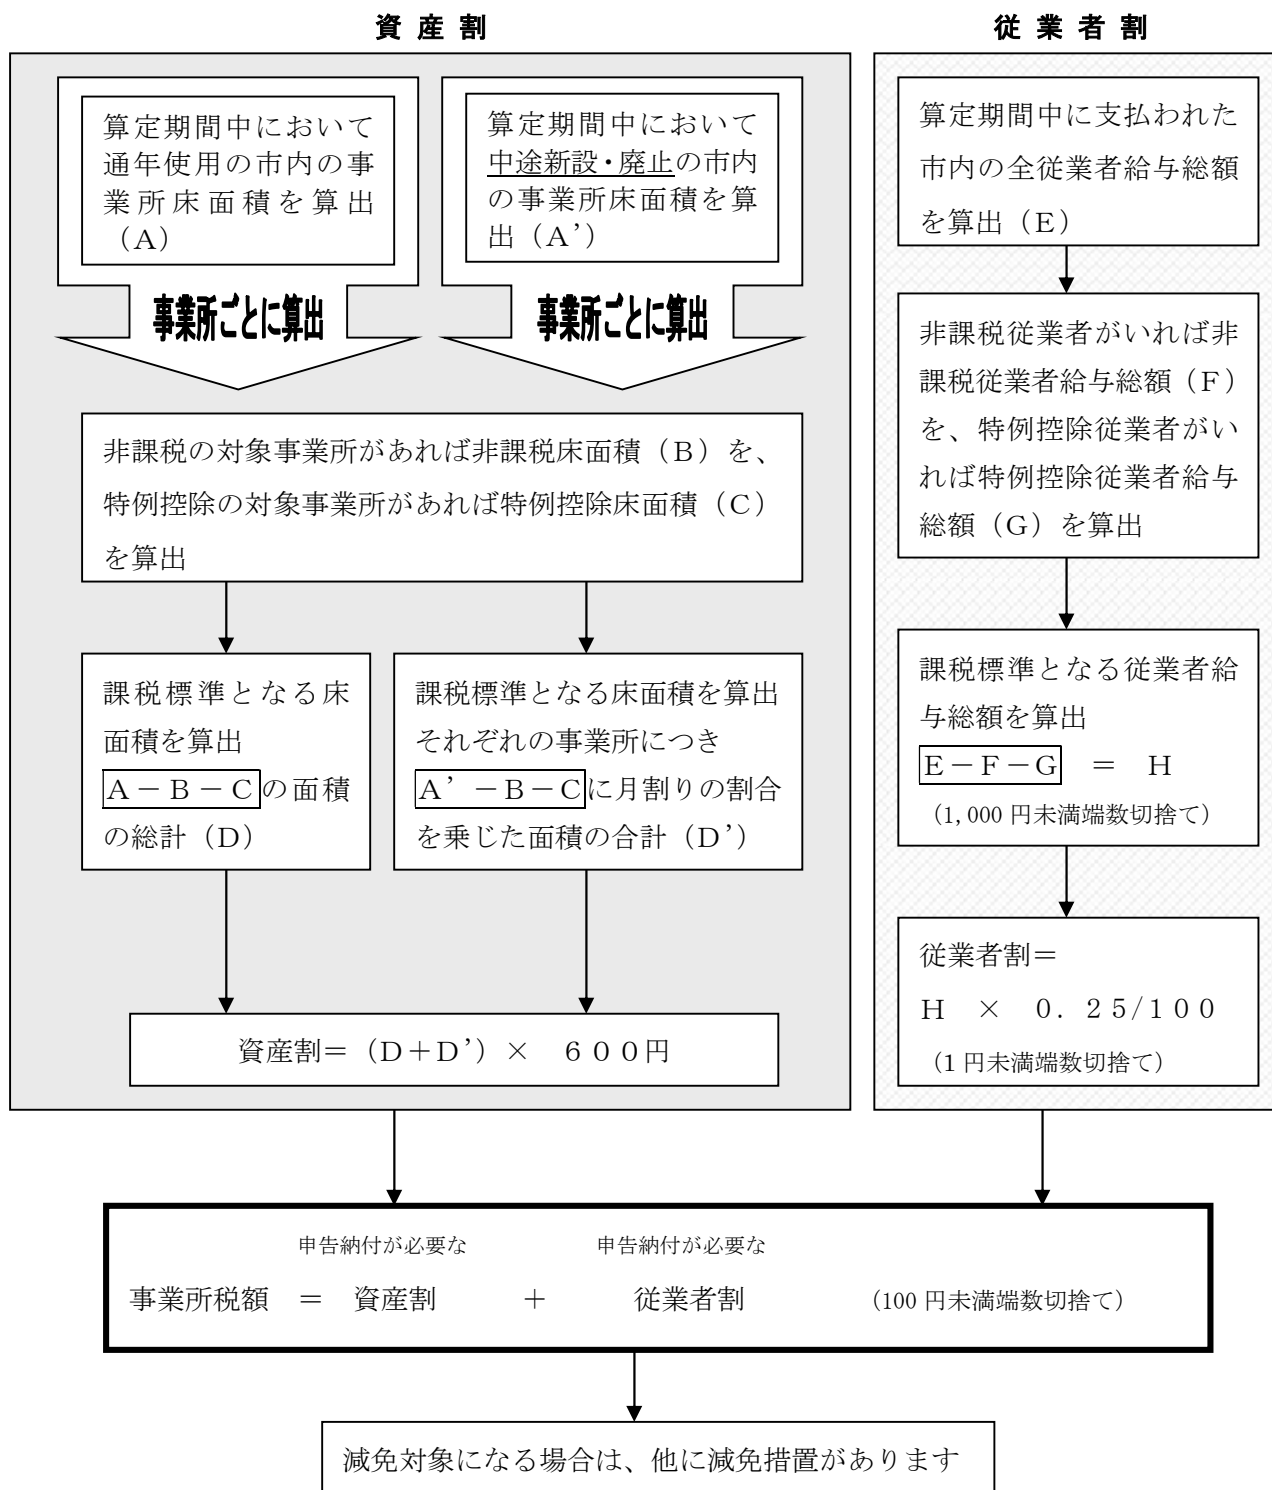 資産割
算定期間中において
通年使用の市内の事
業所床面積を算出
（A）
算定期間中において
中途新設・廃止の市内
の事業所床面積を算
出（A’）
事業所ごとに算出
事業所ごとに算出
非課税の対象事業所があれば非課税床面積（B）を、
特例控除の対象事業所があれば特例控除床面積（C）
を算出
課税標準となる床
面積を算出
A－B－Cの面積
の総計（D）
課税標準となる床面積を算出
それぞれの事業所につき
A’－B－Cに月割りの割合
を乗じた面積の合計（D’）
資産割＝（D＋D’）×　600円
従業者割
算定期間中に支払われた
市内の全従業者給与総額
を算出（E）
非課税従業者がいれば非
課税従業者給与総額（F）
を、特例控除従業者がい
れば特例控除従業者給与
総額（G）を算出
課税標準となる従業者給
与総額を算出
E－F－G　＝　H
（1,000 円未満端数切捨て）
従業者割＝
H　×　0．25/100
（1 円未満端数切捨て）
申告納付が必要な　申告納付が必要な
事業所税額　＝　資産割　＋　従業者割　（100 円未満端数切捨て）
減免対象になる場合は、他に減免措置があります